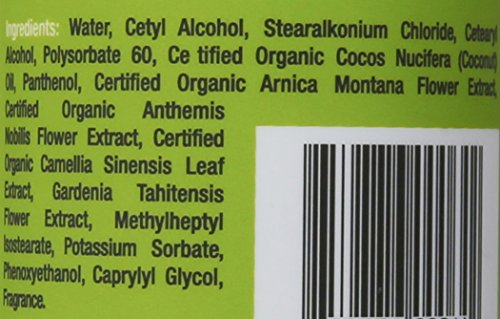 Ingredients: Water, Cetyl Alcohol, Stearalkonium Chloride, Cetearyl
Alcohol, Polysorbate 60, Ce tified Organic Cocos Nucifera (Coconut)
Oil, Panthenol, Certified Organic Arnica Montana Flower Extract,
Certified Organic Anthemis
Nobilis Flower Extract, Certified
Organic Camellia Sinensis Leaf
Extract, Gardenia Tahitensis
Flower Extract, Methylheptyl
Isostearate, Potassium Sorbate,
Phenoxyethanol, Caprylyl Glycol,
Fragrance.